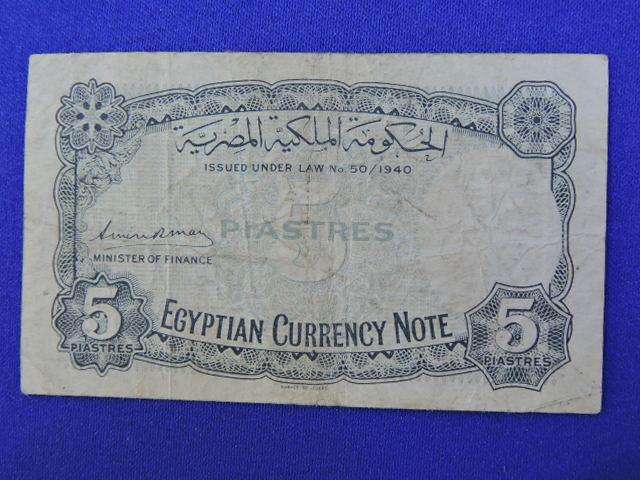 الحكومة الملكية المصرية
ISSUED UNDER LAW No. 50/1940
PIASTRES
MINISTER OF FINANCE
5
PIASTRES
EGYPTIAN CURRENCY NOTE
5
PIASTRES